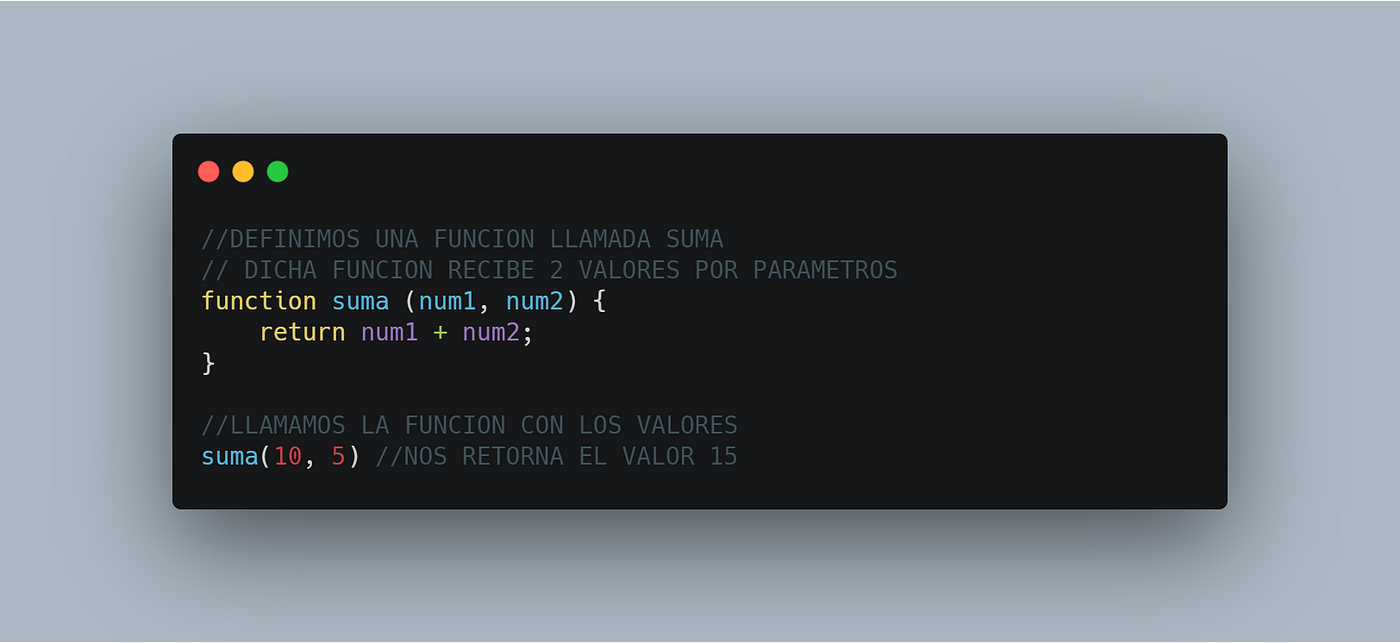 //DEFINIMOS UNA FUNCION LLAMADA SUMA
// DICHA FUNCION RECIBE 2 VALORES POR PARAMETROS
function suma (num1, num2) {
    return num1 + num2;
}
//LLAMAMOS LA FUNCION CON LOS VALORES
suma(10, 5) //NOS RETORNA EL VALOR 15